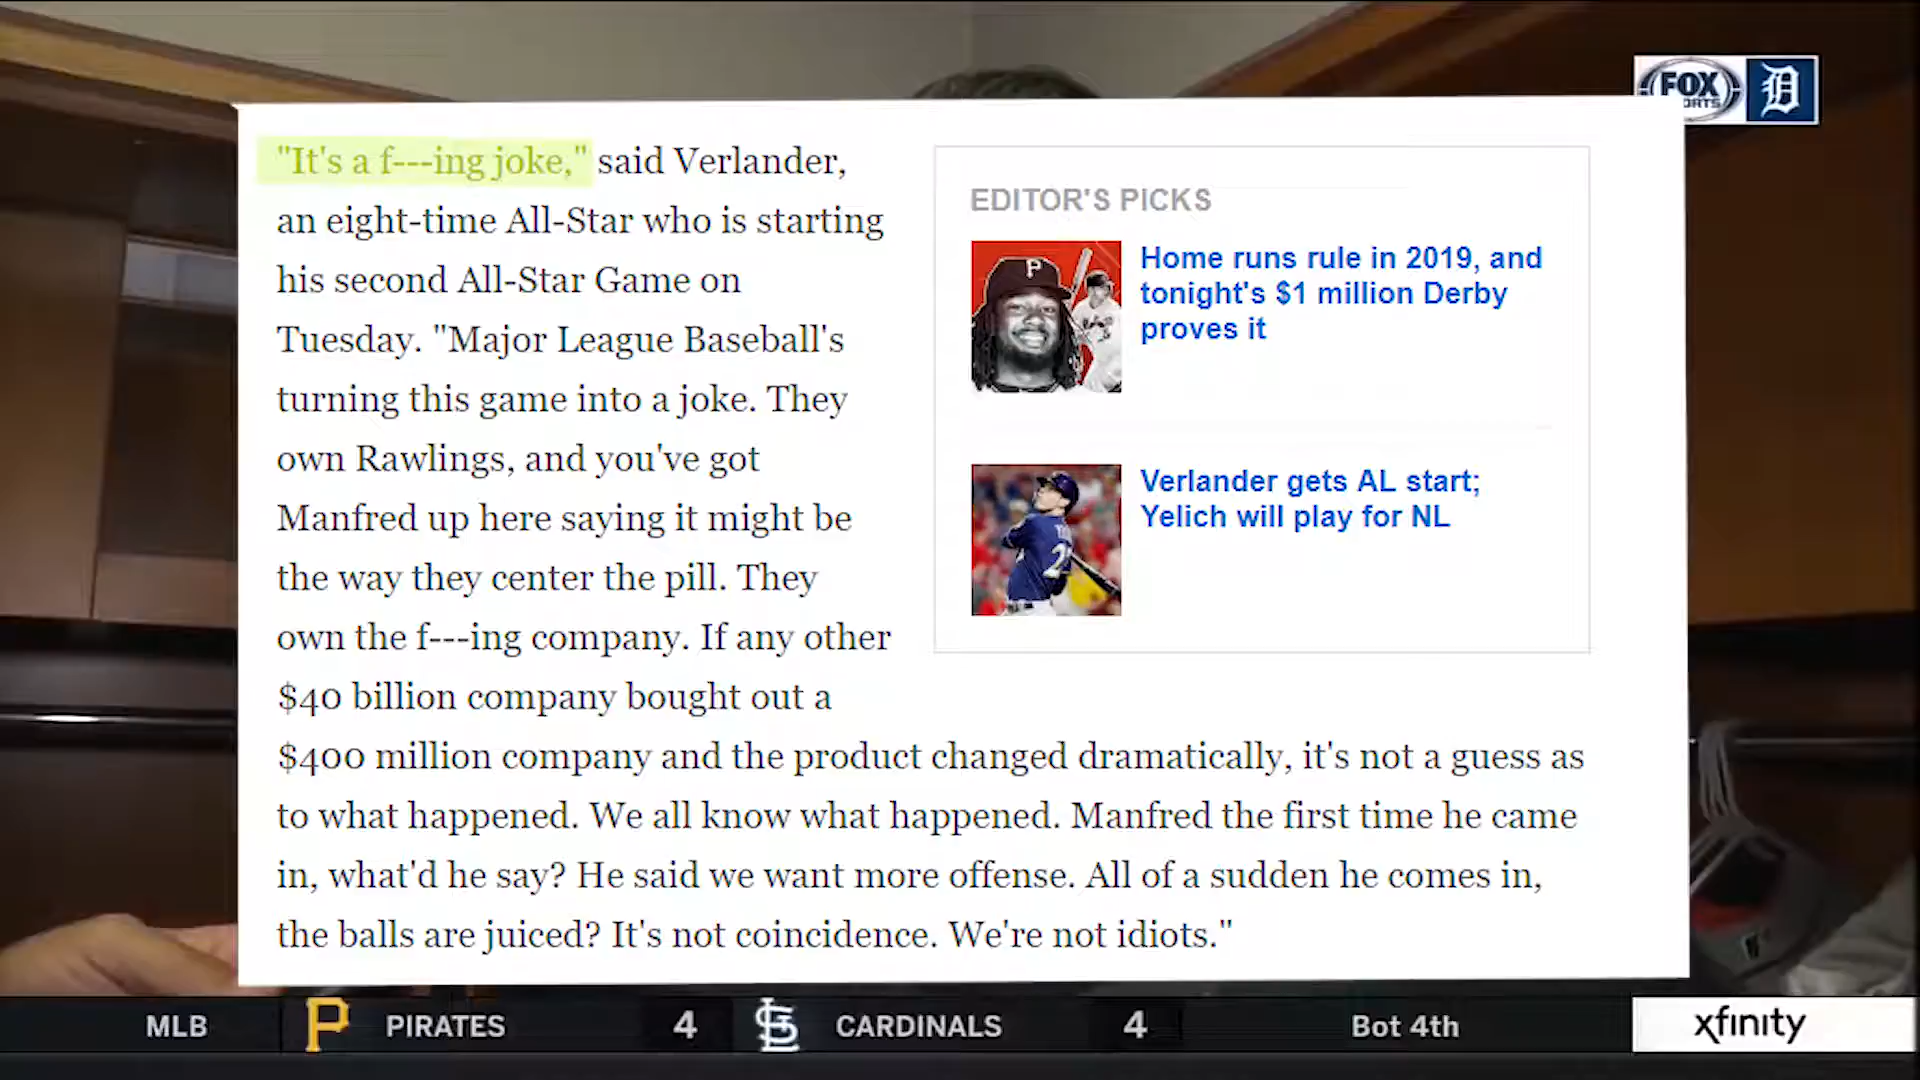 FOX
"It's a f---ing joke," said Verlander,
an eight-time All-Star who is starting
his second All-Star Game on
Tuesday. "Major League Baseball's
turning this game into a joke. They
own Rawlings, and you've got
Manfred up here saying it might be
the way they center the pill. They
own the f---ing company. If any other
$40 billion company bought out a
$400 million company and the product changed dramatically, it's not a guess as
to what happened. We all know what happened. Manfred the first time he came
in, what'd he say? He said we want more offense. All of a sudden he comes in,
the balls are juiced? It's not coincidence. We're not idiots."
EDITOR'S PICKS
P
Home runs rule in 2019, and
tonight's $1 million Derby
proves it
Verlander gets AL start;
Yelich will play for NL
MLB P PIRATES 4 STL CARDINALS 4 Bot 4th xfinity